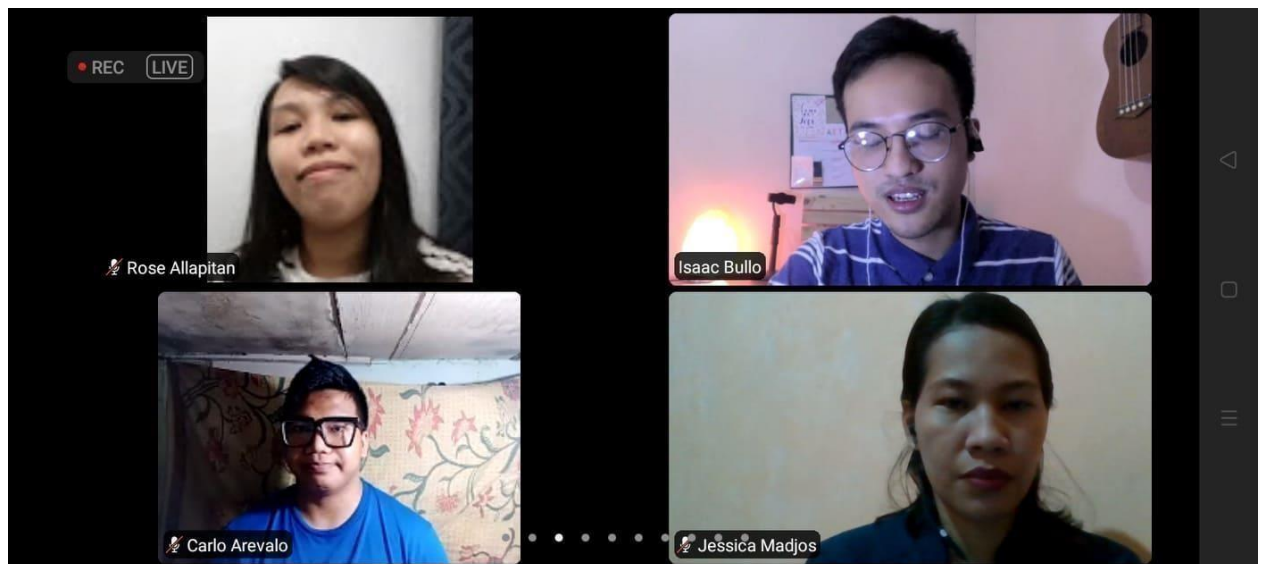 REC LIVE
Rose Allapitan
Isaac Bullo
Carlo Arevalo
Jessica Madjos